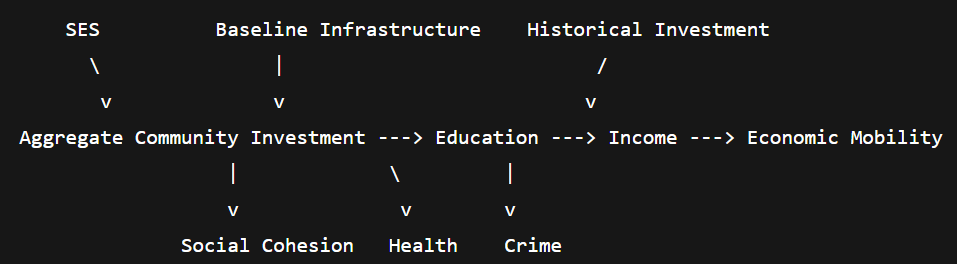 SES Baseline Infrastructure Historical Investment
\ | /
v v v
Aggregate Community Investment ---> Education ---> Income ---> Economic Mobility
| \ |
v v v
Social Cohesion Health Crime